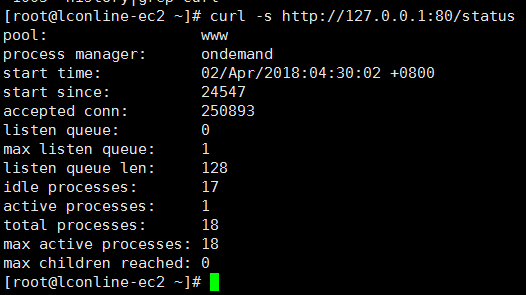 [root@lconline-ec2 ~]# curl -s http://127.0.0.1:80/status
pool:                 www
process manager:      ondemand
start time:           02/Apr/2018:04:30:02 +0800
start since:          24547
accepted conn:        250893
listen queue:         0
max listen queue:     1
listen queue len:     128
idle processes:       17
active processes:     1
total processes:      18
max active processes: 18
max children reached: 0
[root@lconline-ec2 ~]#